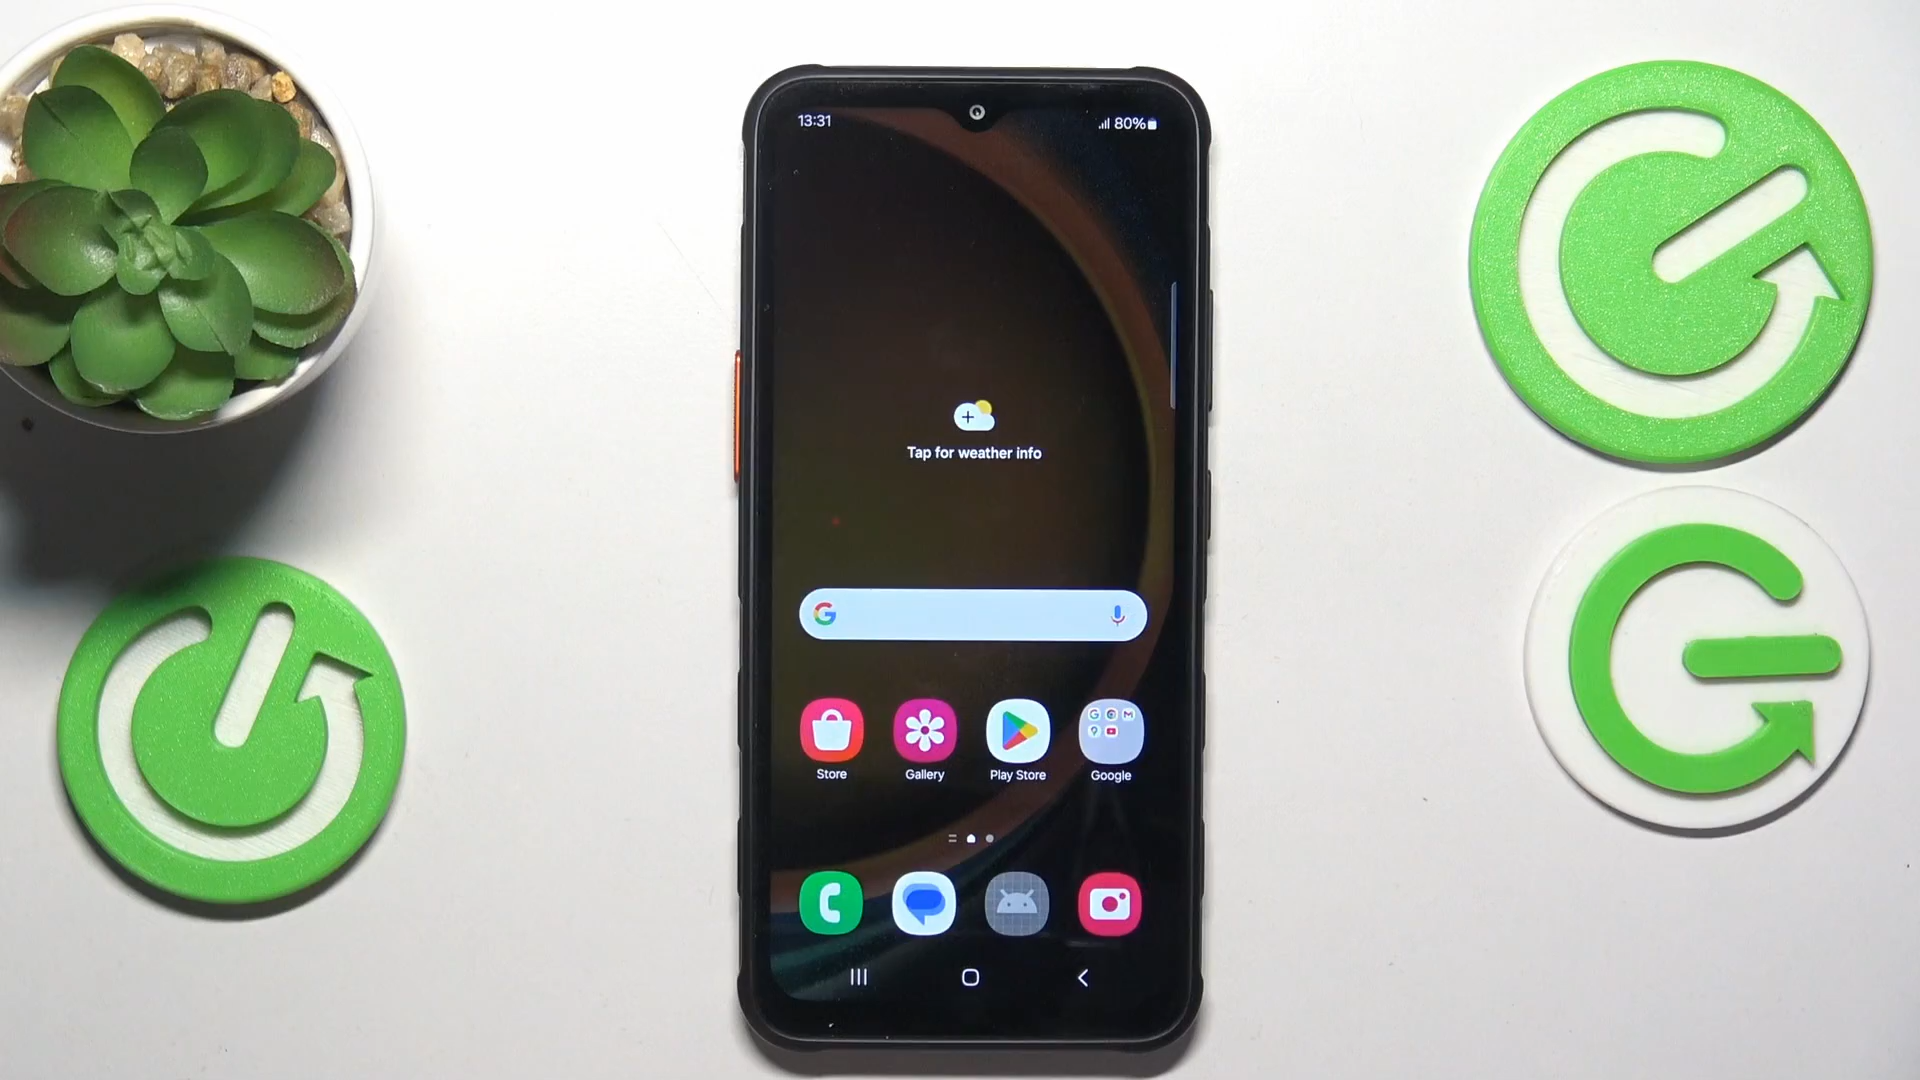 13:31
80%
Tap for weather info
Store
Gallery
Play Store
Google